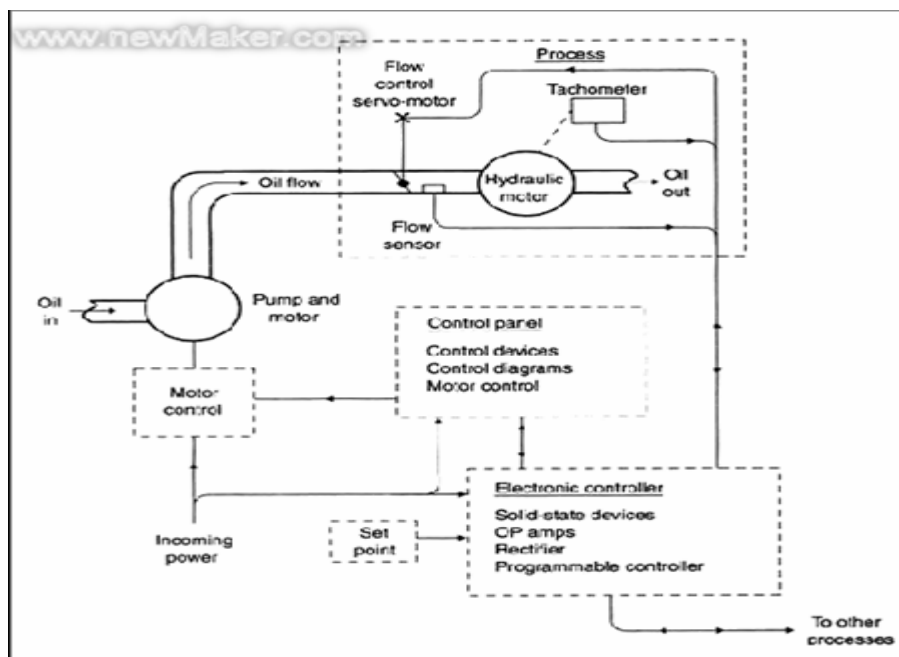 www.newMaker.com
Process
Flow
control
servo-motor
Tachometer
Oil flow
Hydraulic
motor
Oil
out
Flow
sensor
Oil
in
Pump and
motor
Control panel
Control devices
Control diagrams
Motor control
Motor
control
Electronic controller
Solid-state devices
OP amps
Rectifier
Programmable controller
Incoming
power
Set
point
To other
processes